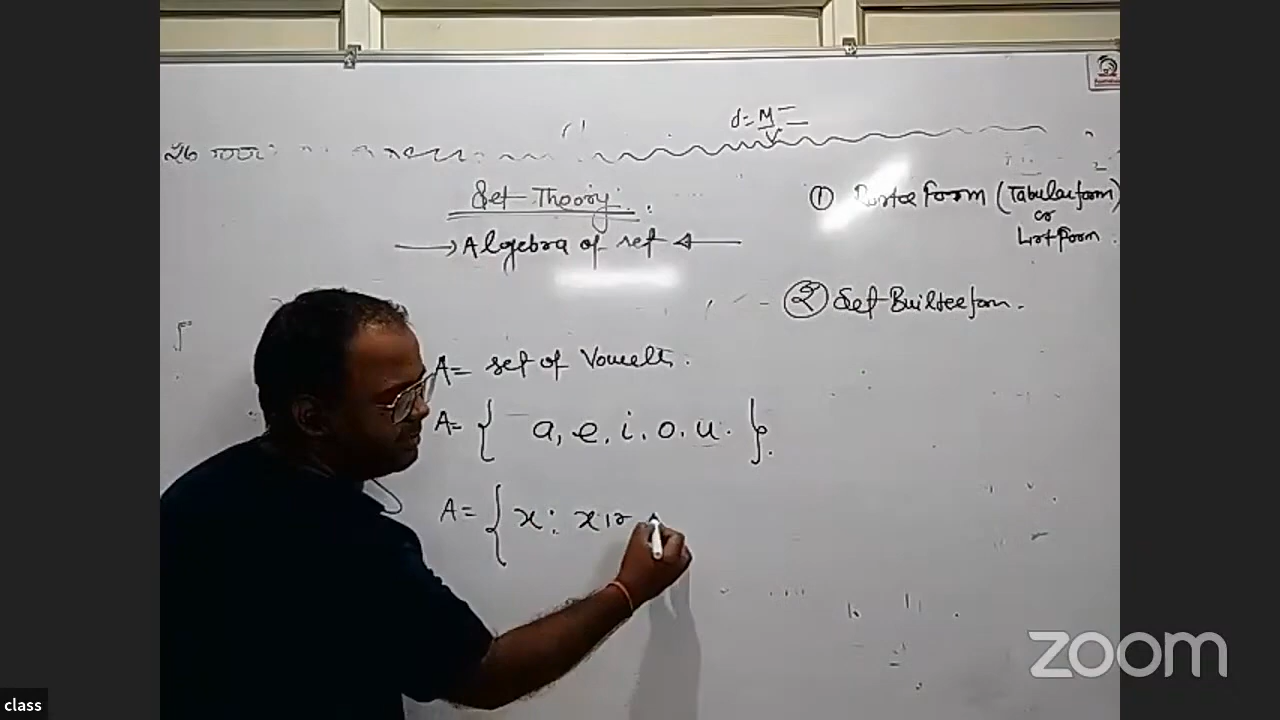 d= M/V
Set Theory
① Roster Form (Tabular form
or
List Form
Algebra of set
② Set Builter form.
A= set of Vowels.
A= { a, e, i, o, u. }.
A= { x: x is
zoom
class